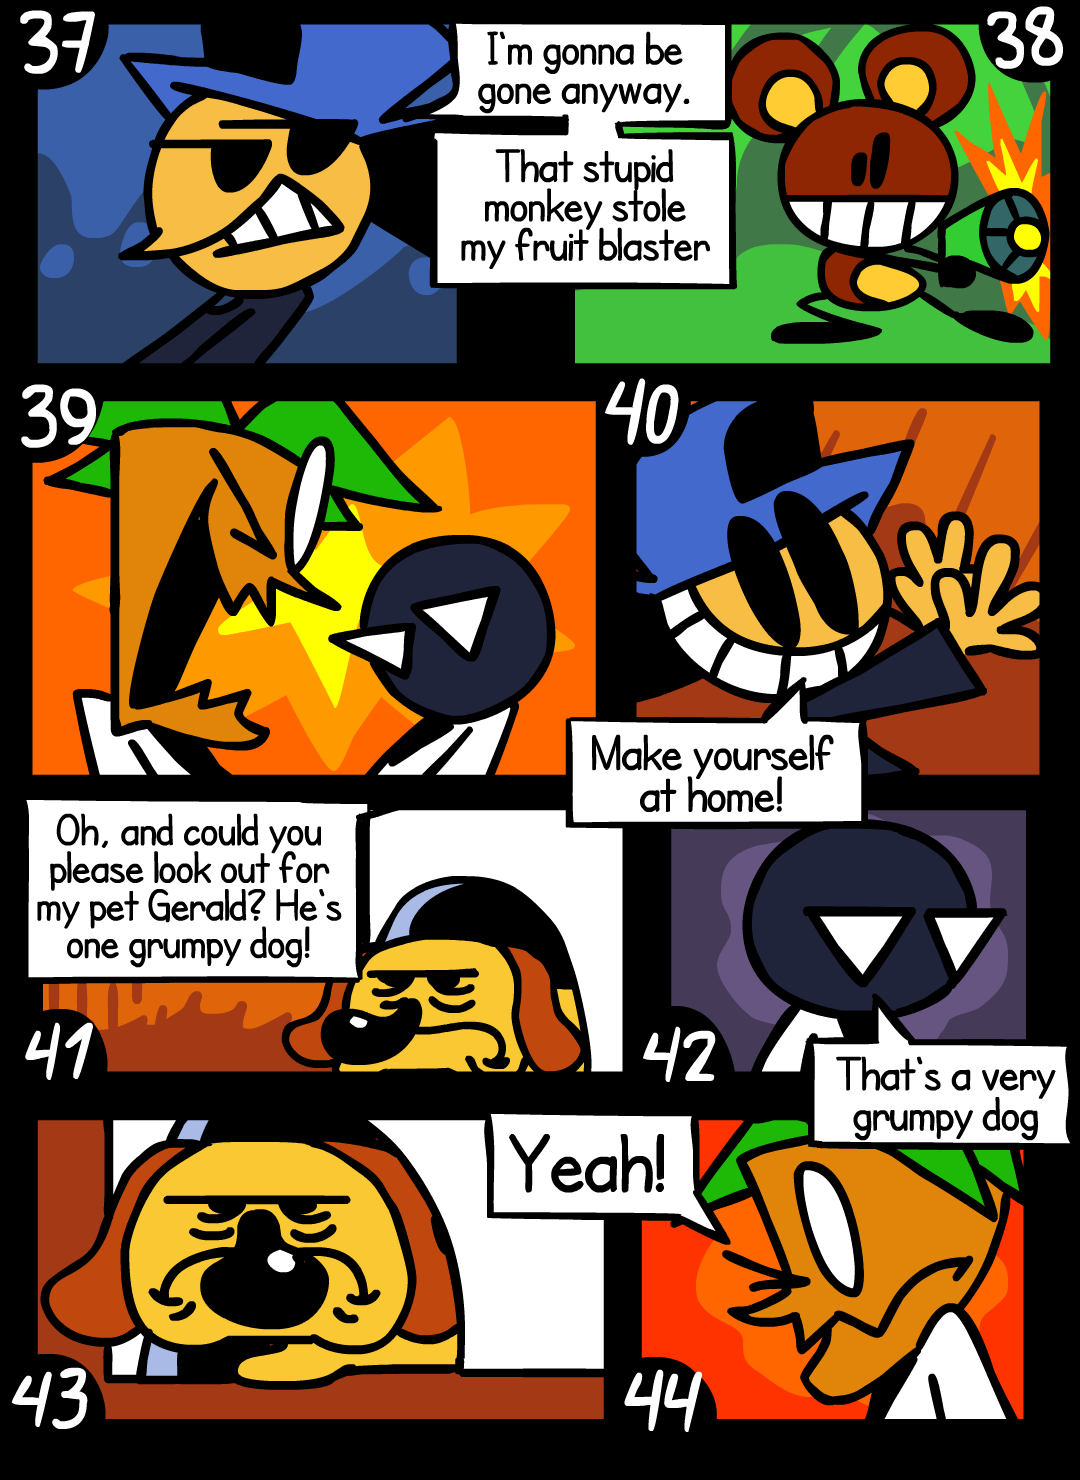 37
I'm gonna be
gone anyway.
38
That stupid
monkey stole
my fruit blaster
39
40
Make yourself
at home!
Oh, and could you
please look out for
my pet Gerald? He's
one grumpy dog!
41
42
That's a very
grumpy dog
43
Yeah!
44